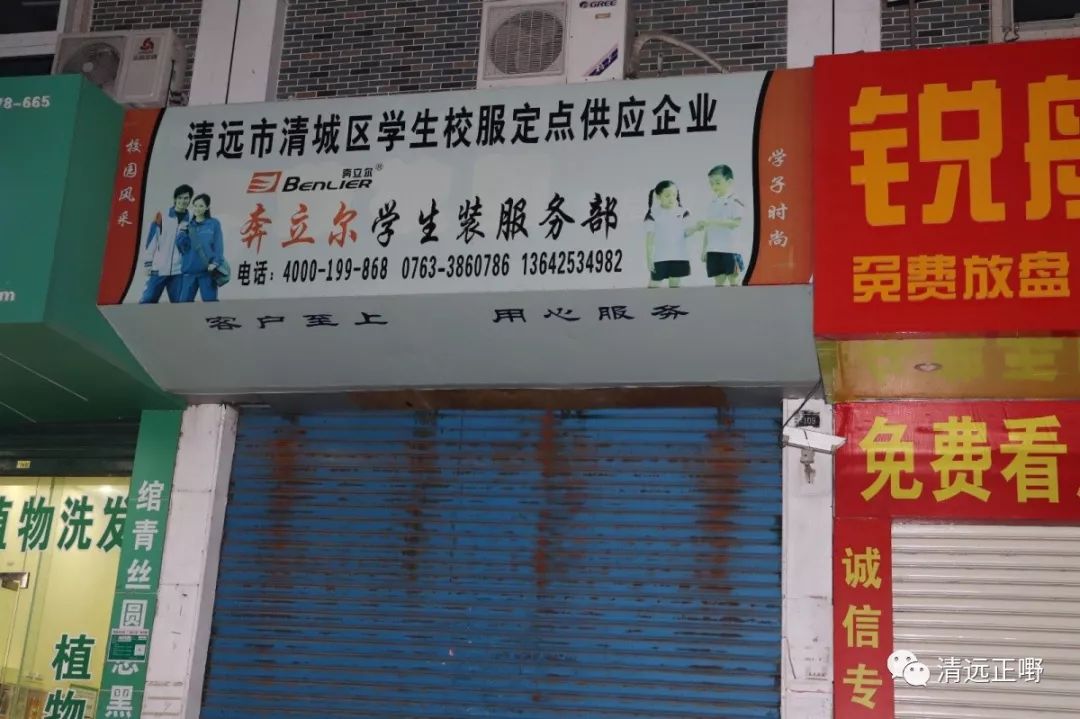 78-665
m
植物洗发
植物
绾青丝
圆
黑
校园风采
清远市清城区学生校服定点供应企业
BENLIER
奔立尔®
奔立尔学生装服务部
电话：4000-199-868 0763-3860786 13642534982
学子时尚
客户至上 用心服务
GREE
锐
免费放盘
免费看
诚信专
清远正嘢